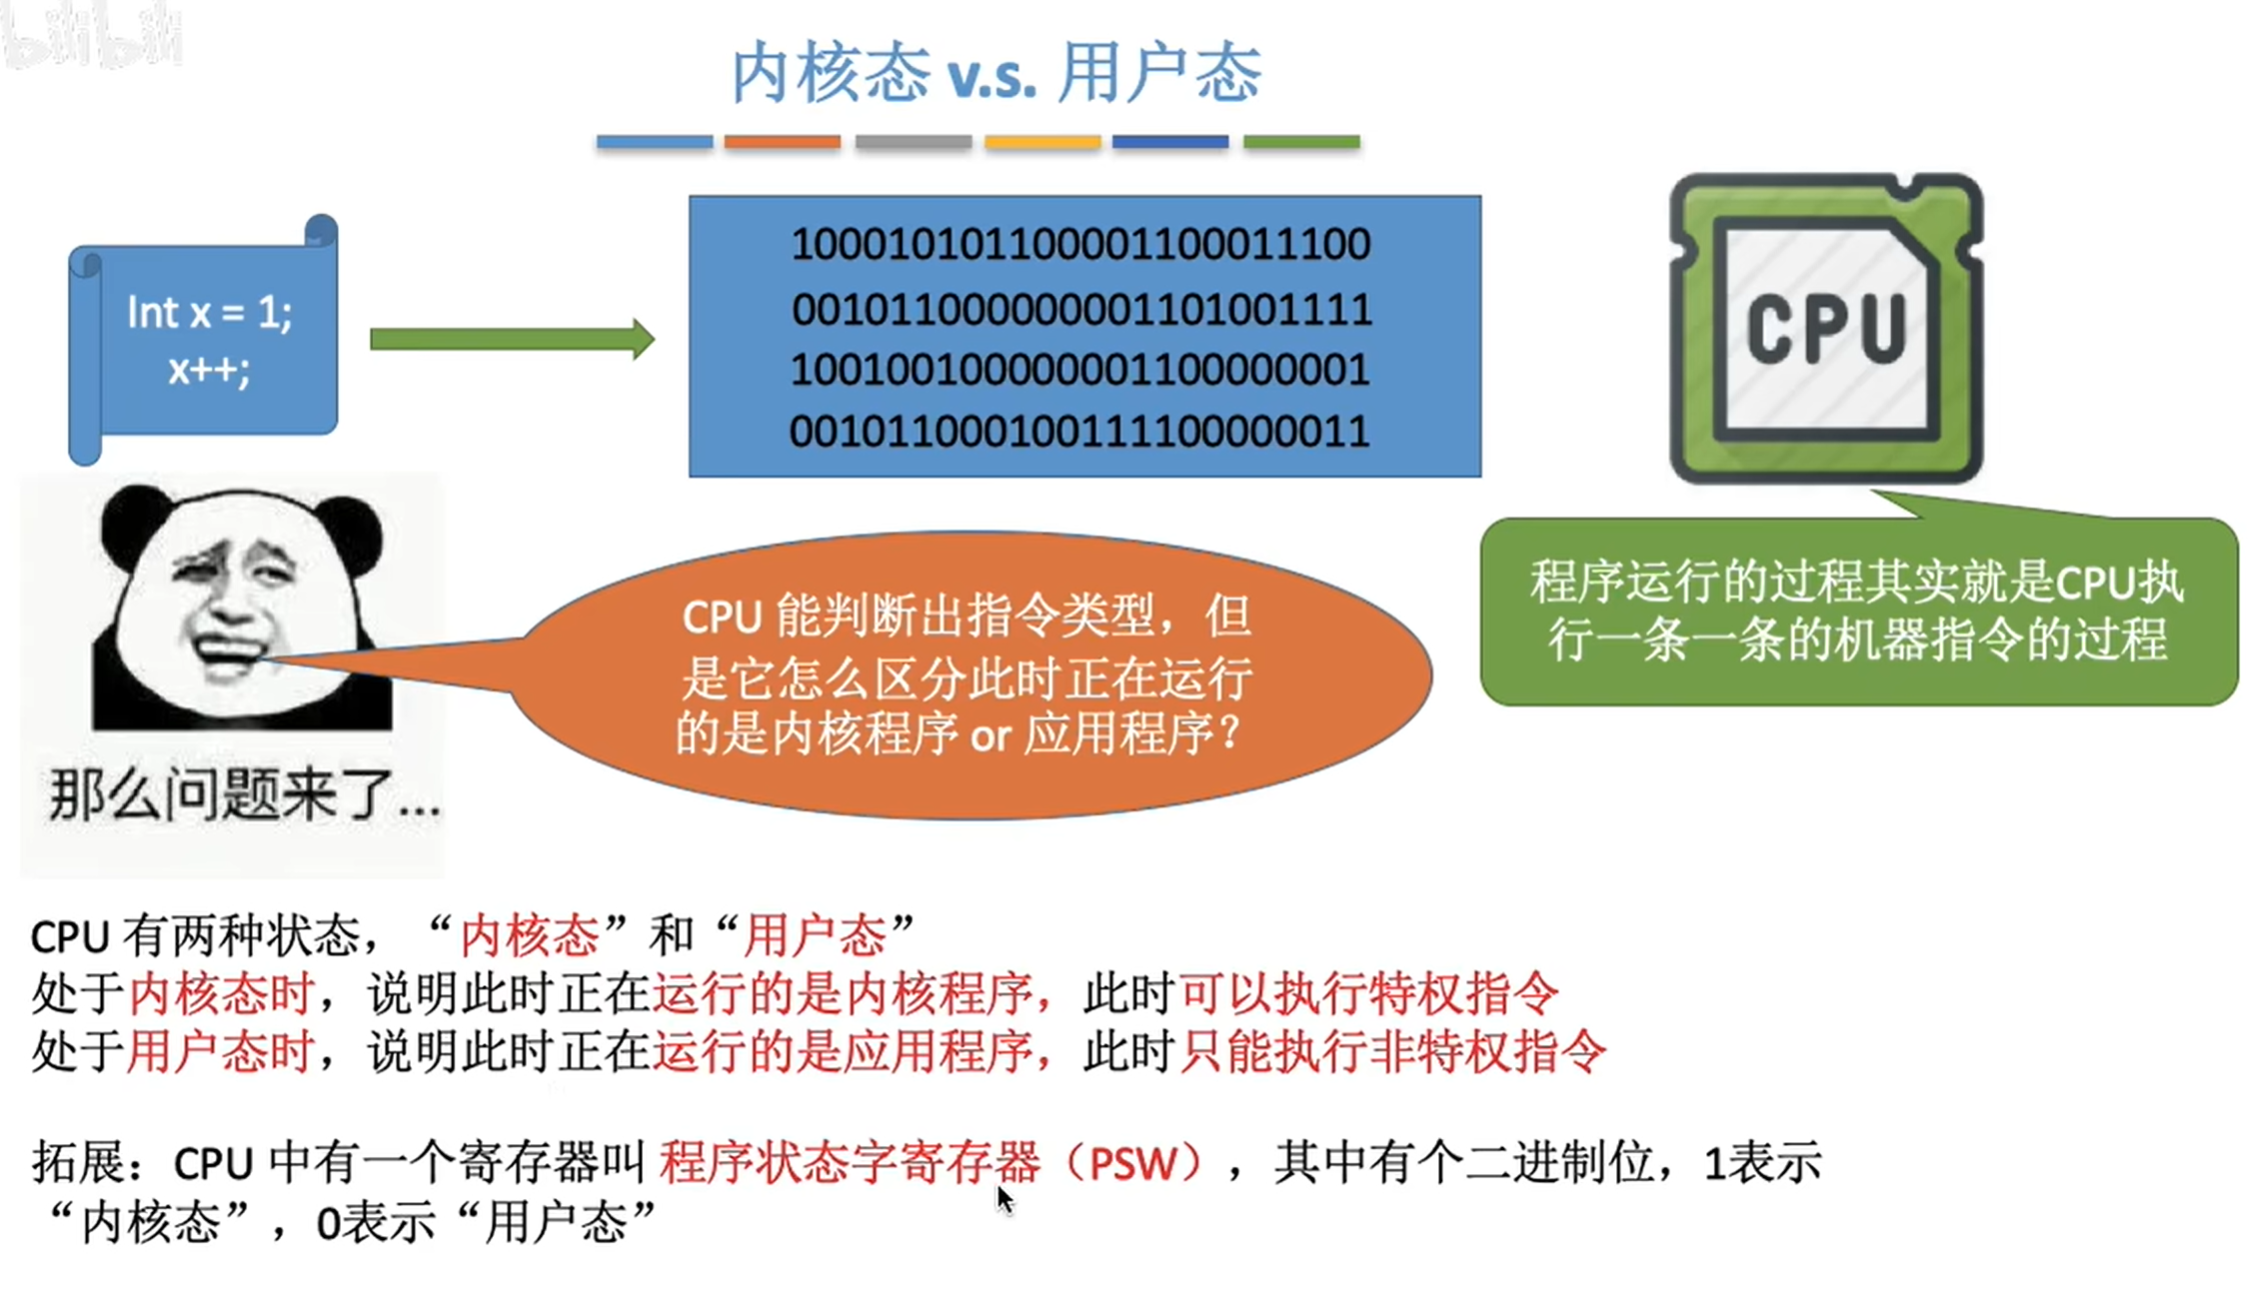 bilibili
内核态 v.s. 用户态
Int x = 1;
x++;
100010101100001100011100
001011000000001101001111
100100100000001100000001
001011000100111100000011
CPU
程序运行的过程其实就是CPU执
行一条一条的机器指令的过程
CPU 能判断出指令类型，但
是它怎么区分此时正在运行
的是内核程序 or 应用程序？
那么问题来了...
CPU 有两种状态，“内核态”和“用户态”
处于内核态时，说明此时正在运行的是内核程序，此时可以执行特权指令
处于用户态时，说明此时正在运行的是应用程序，此时只能执行非特权指令
拓展：CPU 中有一个寄存器叫 程序状态字寄存器（PSW），其中有个二进制位，1表示
“内核态”，0表示“用户态”